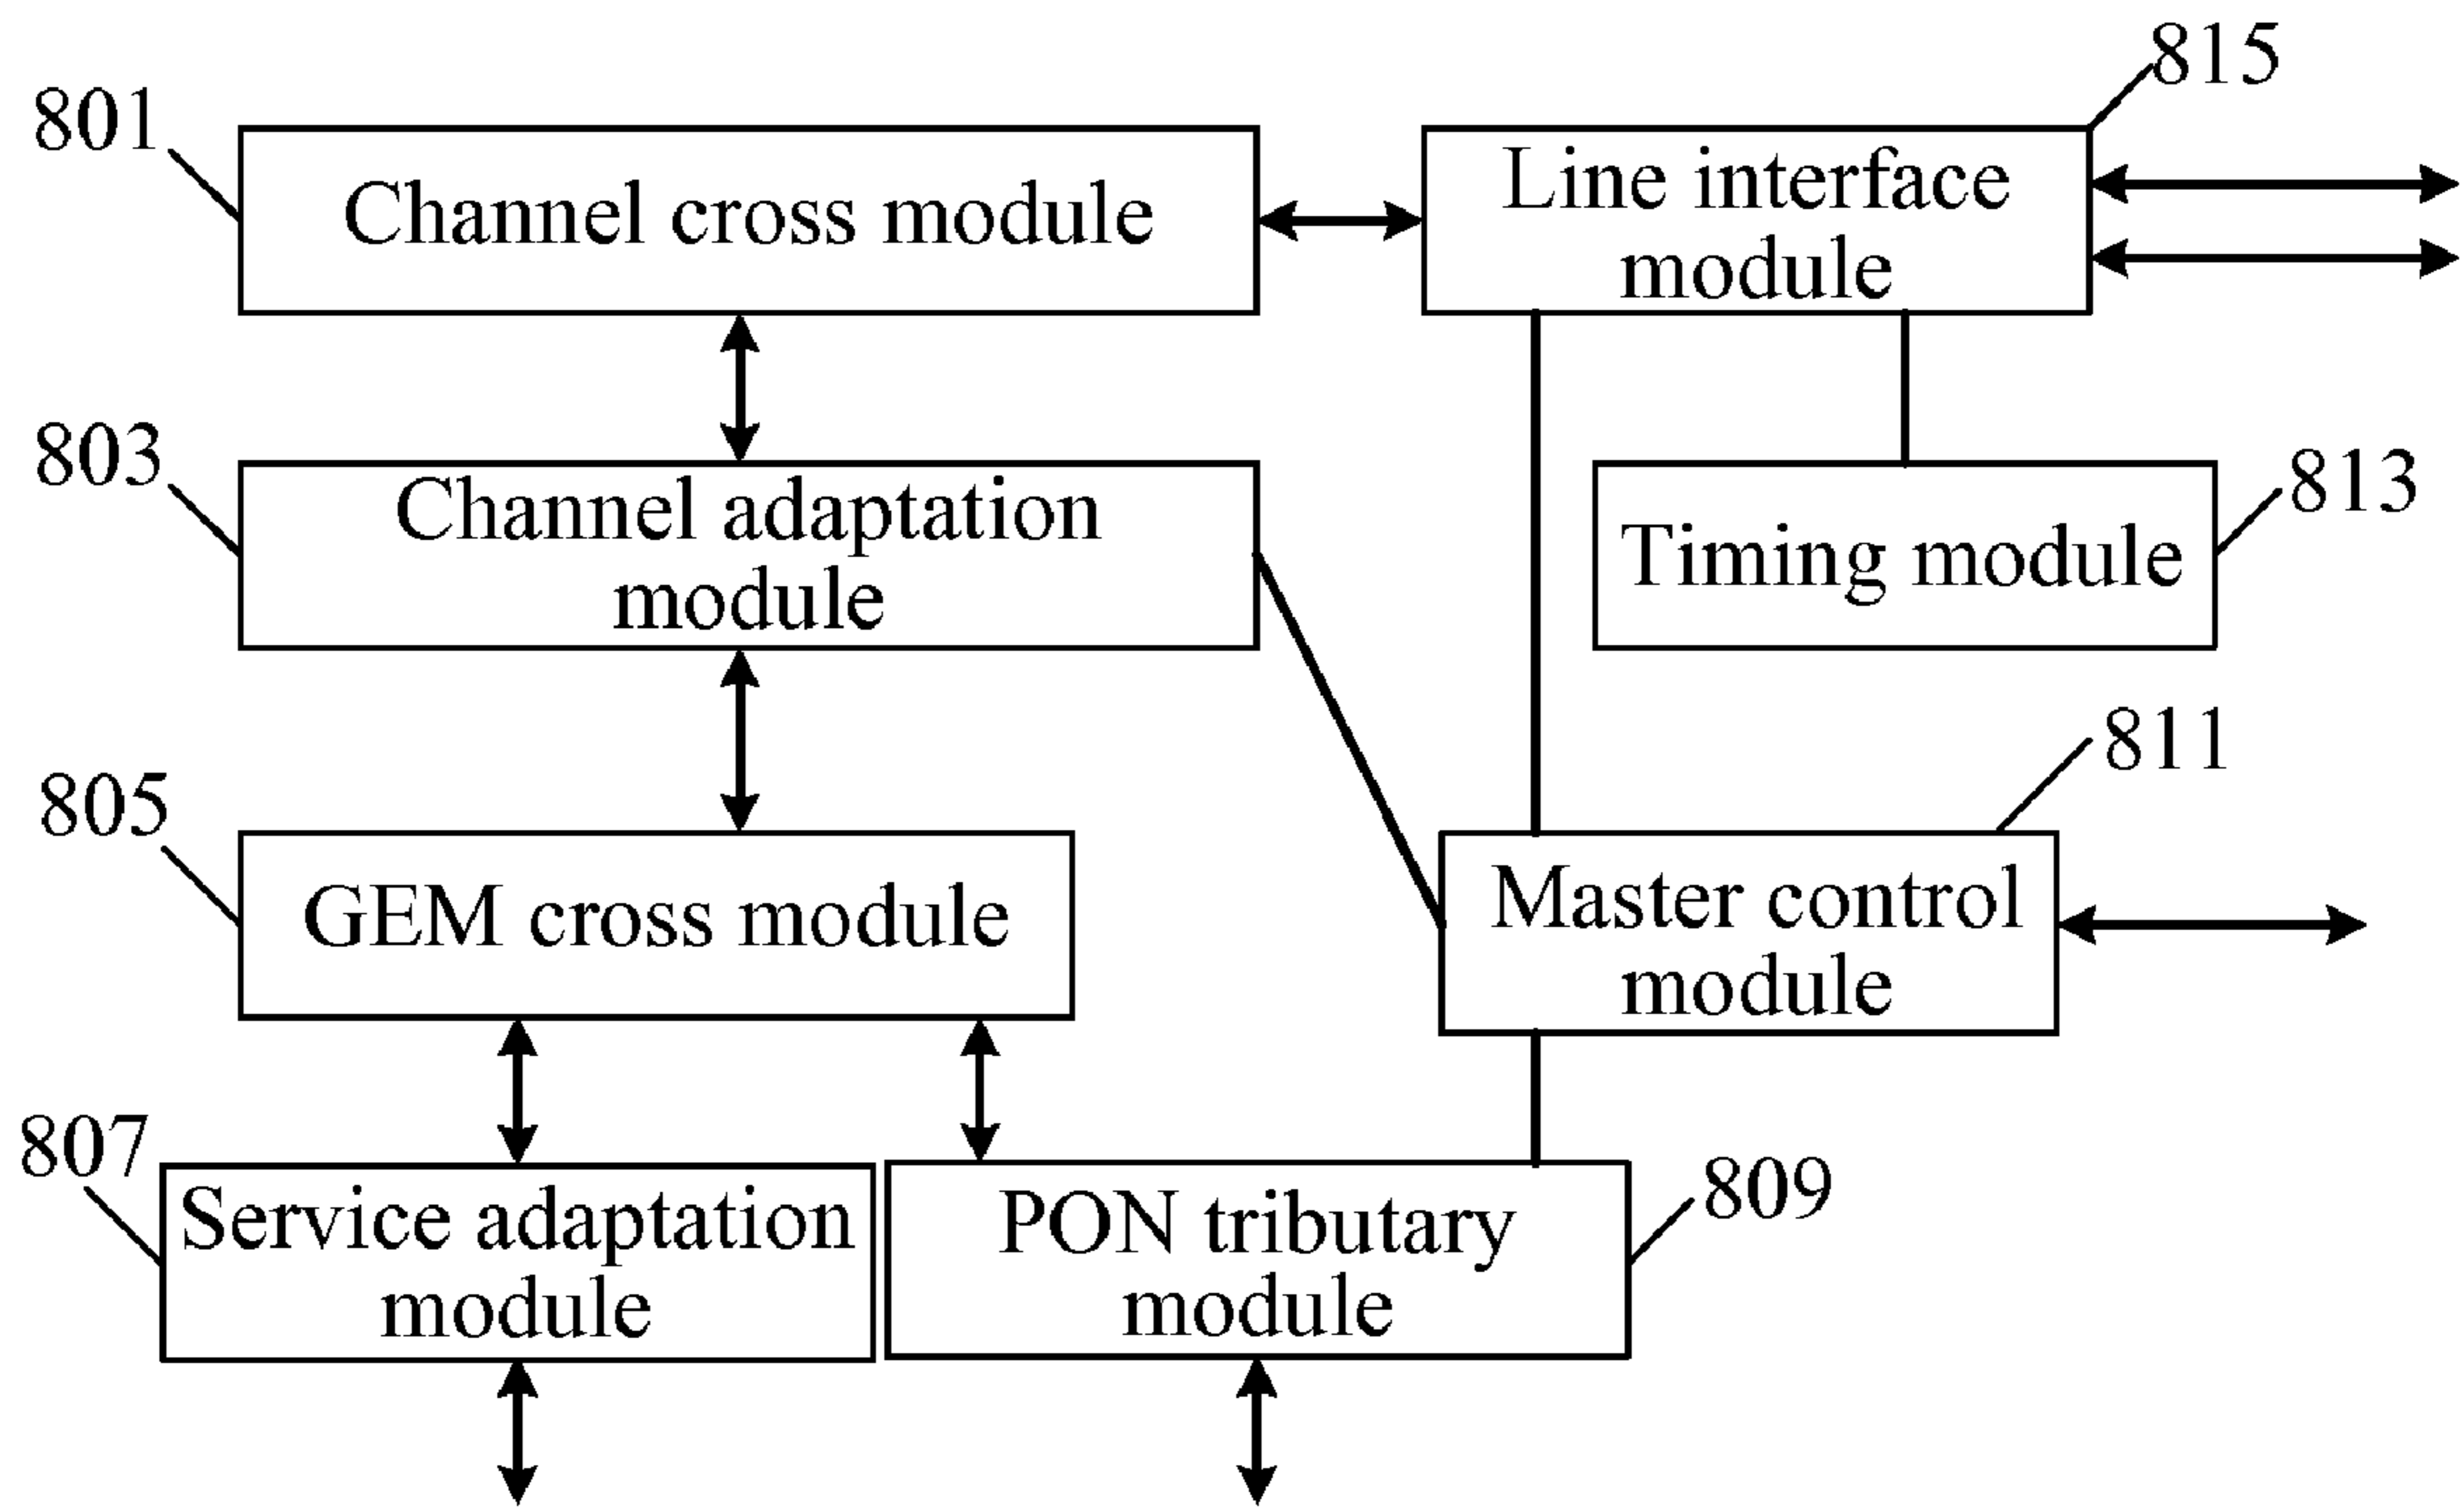 815
801
Channel cross module
Line interface
module
803
Channel adaptation
module
Timing module
813
811
805
GEM cross module
Master control
module
807
Service adaptation
module
PON tributary
module
809